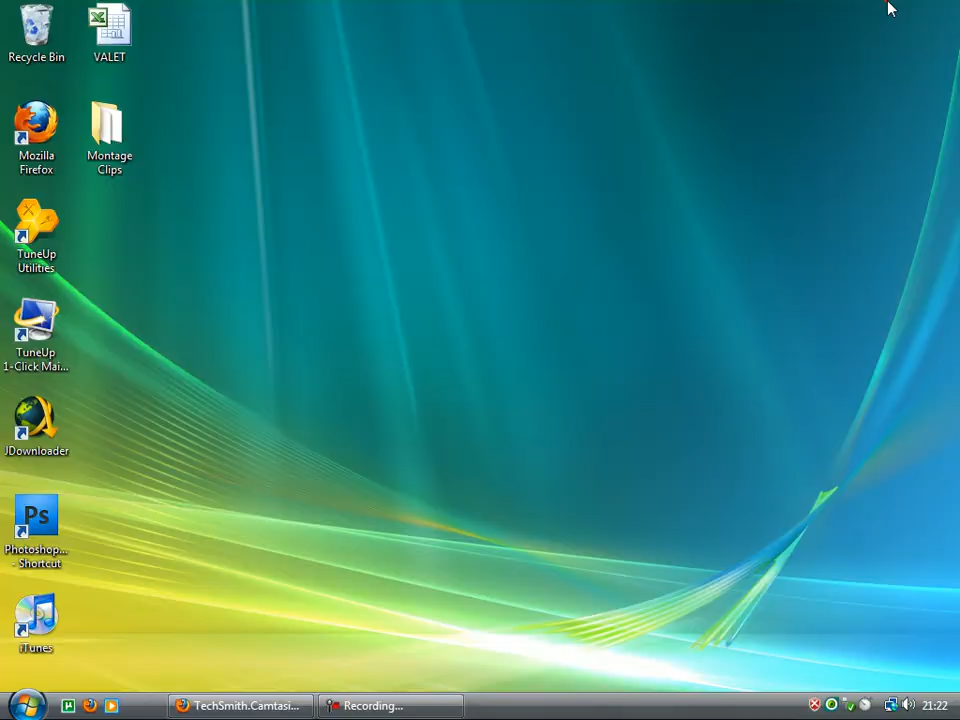 Recycle Bin
VALET
Mozilla
Firefox
Montage
Clips
TuneUp
Utilities
TuneUp
1-Click Mai...
JDownloader
Ps
Photoshop...
- Shortcut
iTunes
µ
TechSmith.Camtasi...
Recording...
21:22